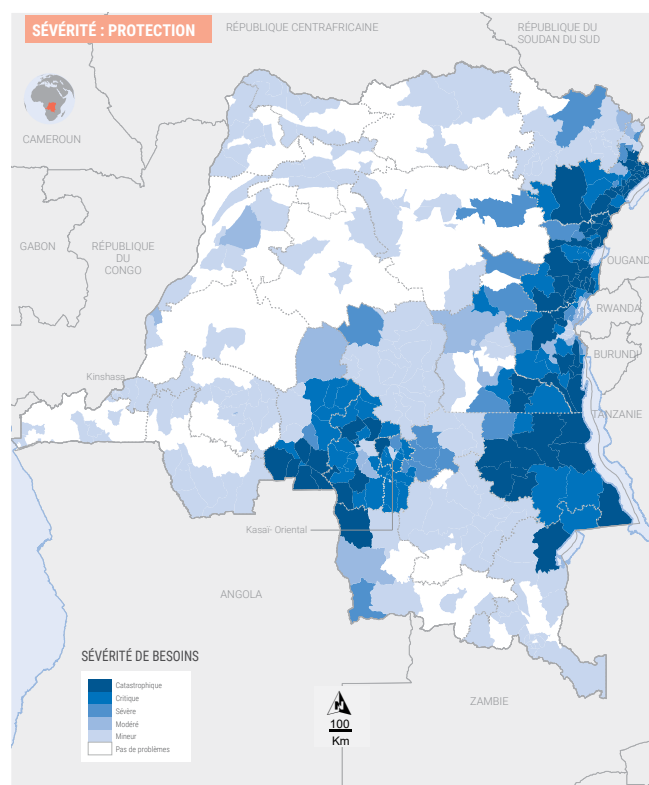 SÉVÉRITÉ : PROTECTION
RÉPUBLIQUE CENTRAFRICAINE
RÉPUBLIQUE DU
SOUDAN DU SUD
CAMEROUN
GABON
RÉPUBLIQUE
DU
CONGO
OUGAND
RWANDA
BURUNDI
Kinshasa
TANZANIE
Kasaï- Oriental
ANGOLA
SÉVÉRITÉ DE BESOINS
Catastrophique
Critique
Sévère
Modéré
Mineur
Pas de problèmes
N
100
Km
ZAMBIE